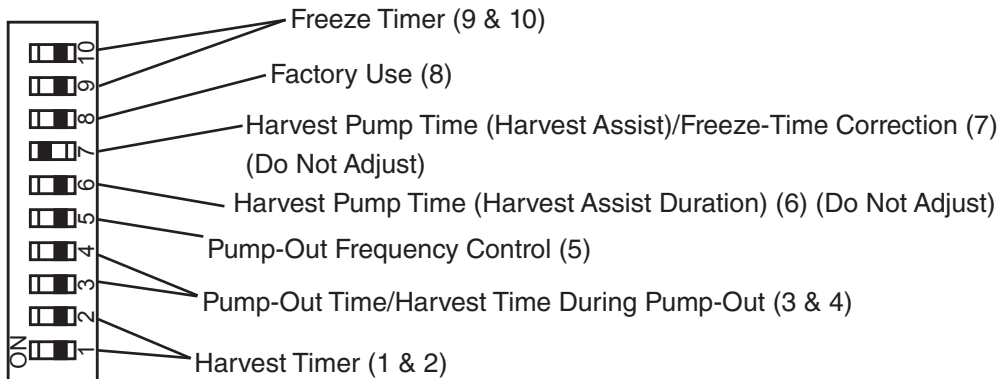 10
Freeze Timer (9 & 10)
9
Factory Use (8)
8
Harvest Pump Time (Harvest Assist)/Freeze-Time Correction (7)
(Do Not Adjust)
7
Harvest Pump Time (Harvest Assist Duration) (6) (Do Not Adjust)
6
Pump-Out Frequency Control (5)
5
4
Pump-Out Time/Harvest Time During Pump-Out (3 & 4)
3
2
Harvest Timer (1 & 2)
1
ON